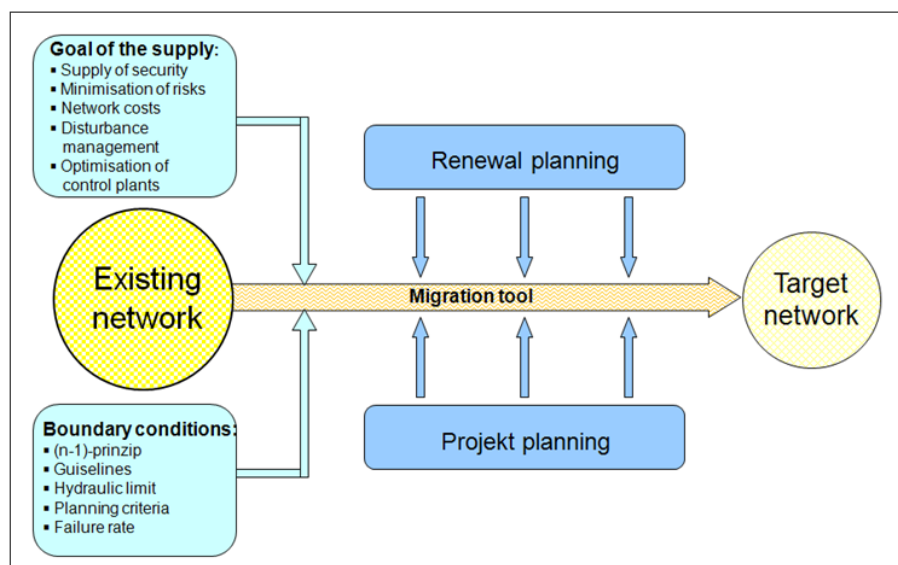 Goal of the supply:
▪ Supply of security
▪ Minimisation of risks
▪ Network costs
▪ Disturbance
management
▪ Optimisation of
control plants
Renewal planning
Existing
network
Migration tool
Target
network
Boundary conditions:
▪ (n-1)-prinzip
▪ Guiselines
▪ Hydraulic limit
▪ Planning criteria
▪ Failure rate
Projekt planning